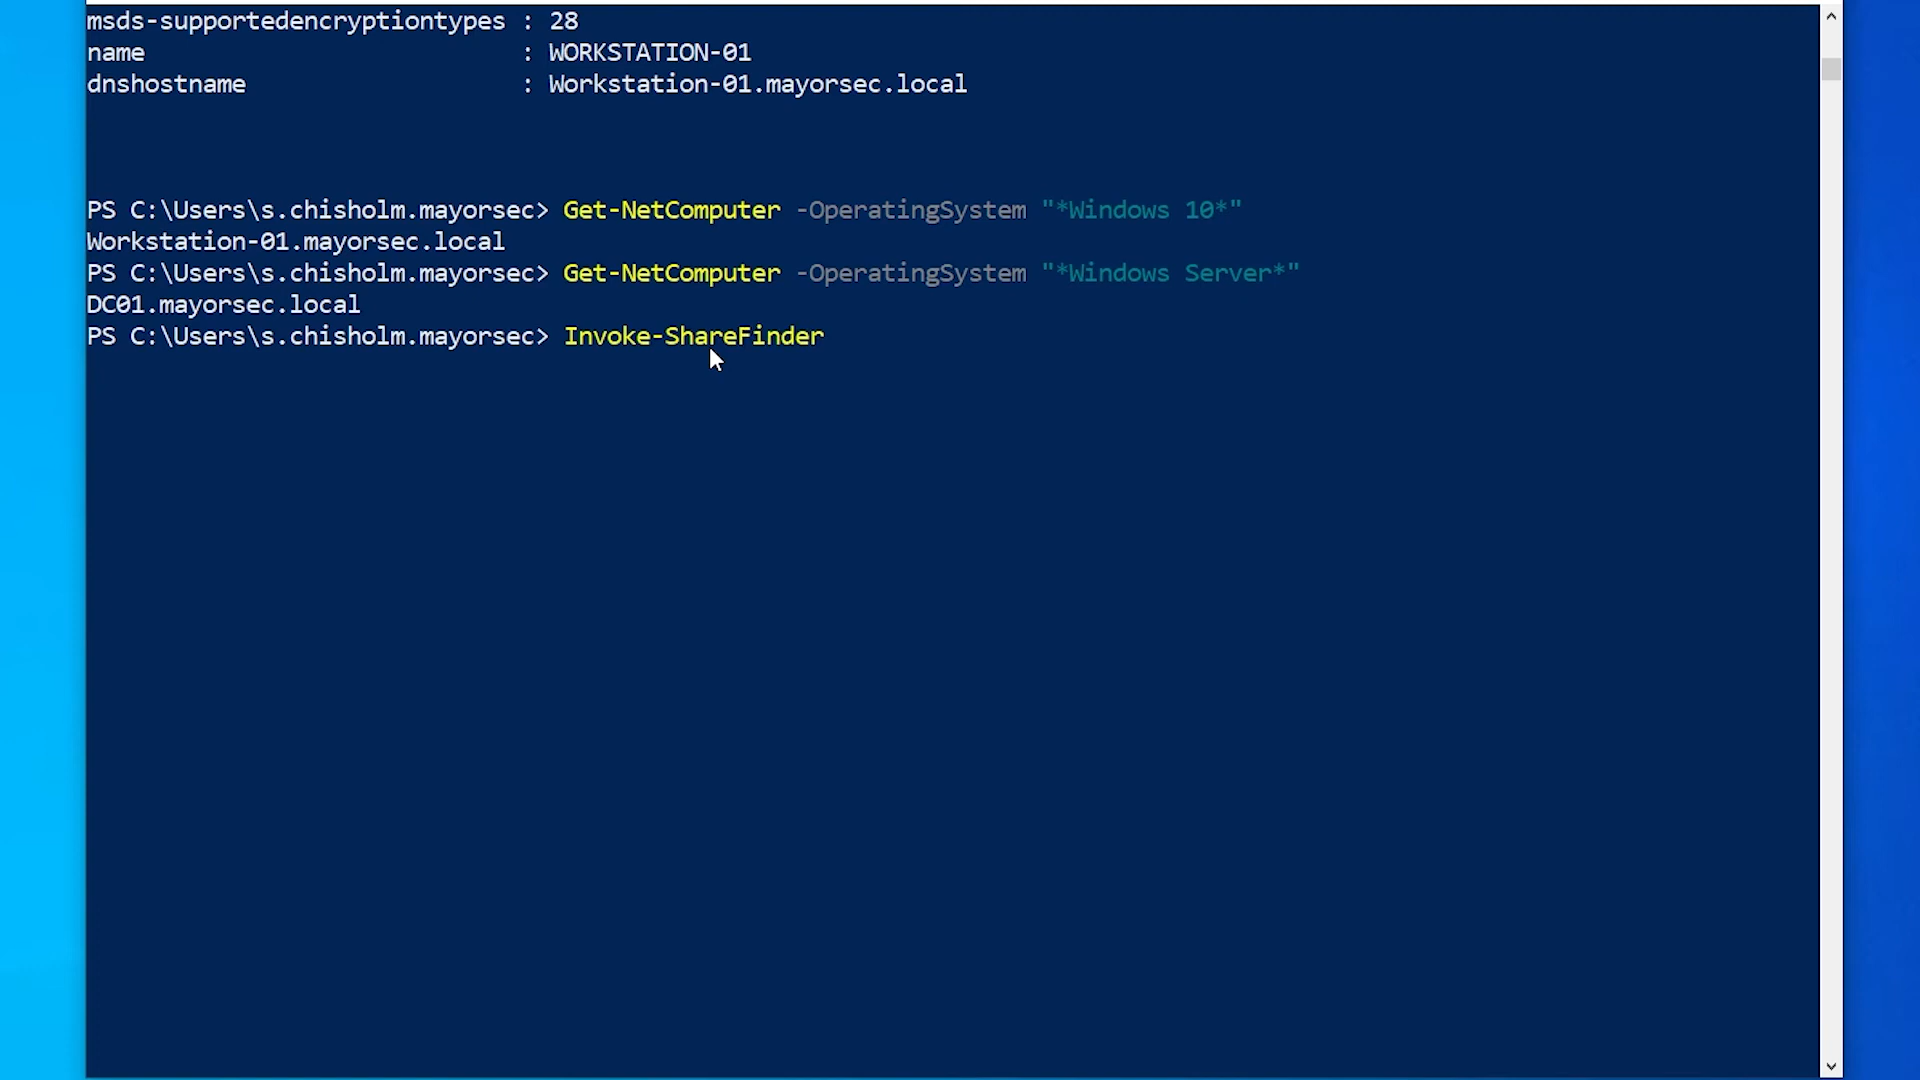 msds-supportedencryptiontypes : 28
name : WORKSTATION-01
dnshostname : Workstation-01.mayorsec.local
PS C:\Users\s.chisholm.mayorsec> Get-NetComputer -OperatingSystem "*Windows 10*"
Workstation-01.mayorsec.local
PS C:\Users\s.chisholm.mayorsec> Get-NetComputer -OperatingSystem "*Windows Server*"
DC01.mayorsec.local
PS C:\Users\s.chisholm.mayorsec> Invoke-ShareFinder